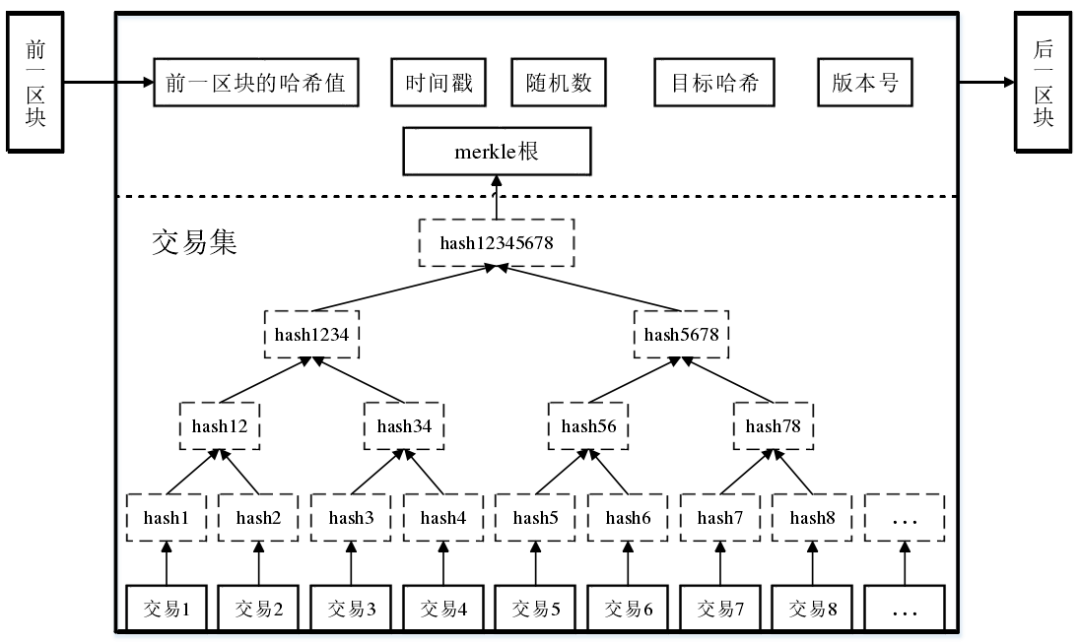 前一区块
后一区块
前一区块的哈希值 时间戳 随机数 目标哈希 版本号
merkle根
交易集
hash12345678
hash1234 hash5678
hash12 hash34 hash56 hash78
hash1 hash2 hash3 hash4 hash5 hash6 hash7 hash8 ...
交易1 交易2 交易3 交易4 交易5 交易6 交易7 交易8 ...